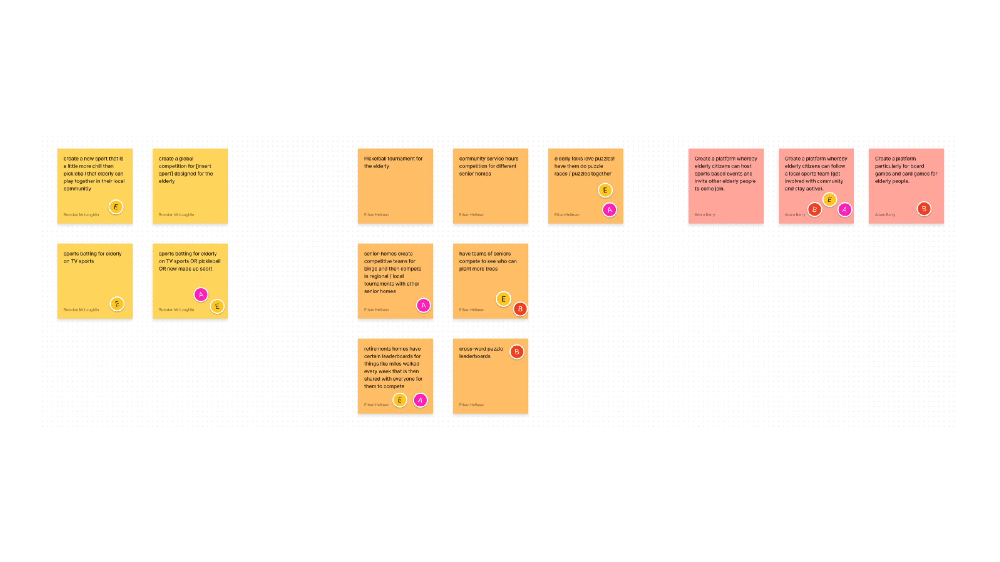 create a new sport that is
a little more chill than
pickleball that elderly can
play together in their local
communitiy
E
Brendan McLaughlin
create a global
competition for [insert
sport] designed for the
elderly
Brendan McLaughlin
sports betting for elderly
on TV sports
E
Brendan McLaughlin
sports betting for elderly
on TV sports OR pickleball
OR new made up sport
A
E
Brendan McLaughlin
Pickelball tournament for
the elderly
Ethan Hellman
community service hours
competition for different
senior homes
Ethan Hellman
elderly folks love puzzles!
have them do puzzle
races / puzzles together
E
A
Ethan Hellman
senior-homes create
competitive teams for
bingo and then compete
in regional / local
tournaments with other
senior homes
A
Ethan Hellman
have teams of seniors
compete to see who can
plant more trees
E
B
Ethan Hellman
retirements homes have
certain leaderboards for
things like miles walked
every week that is then
shared with everyone for
them to compete
E A
Ethan Hellman
cross-word puzzle
leaderboards
B
Ethan Hellman
Create a platform whereby
elderly citizens can host
sports based events and
invite other elderly people
to come join.
Adam Barry
Create a platform whereby
elderly citizens can follow
a local sports team (get
involved with community
and stay active).
E
B A
Adam Barry
Create a platform
particularly for board
games and card games for
elderly people.
B
Adam Barry